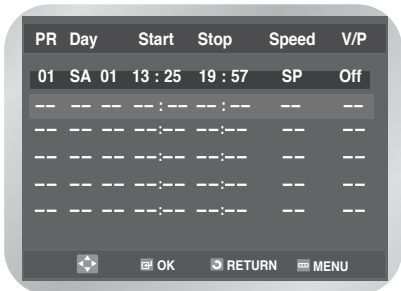 PR Day Start Stop Speed V/P
01 SA 01 13 : 25 19 : 57 SP Off
-- -- -- -- : -- -- : -- -- --
-- -- -- --:-- --:-- -- --
-- -- -- --:-- --:-- -- --
-- -- -- --:-- --:-- -- --
-- -- -- --:-- --:-- -- --
OK RETURN MENU